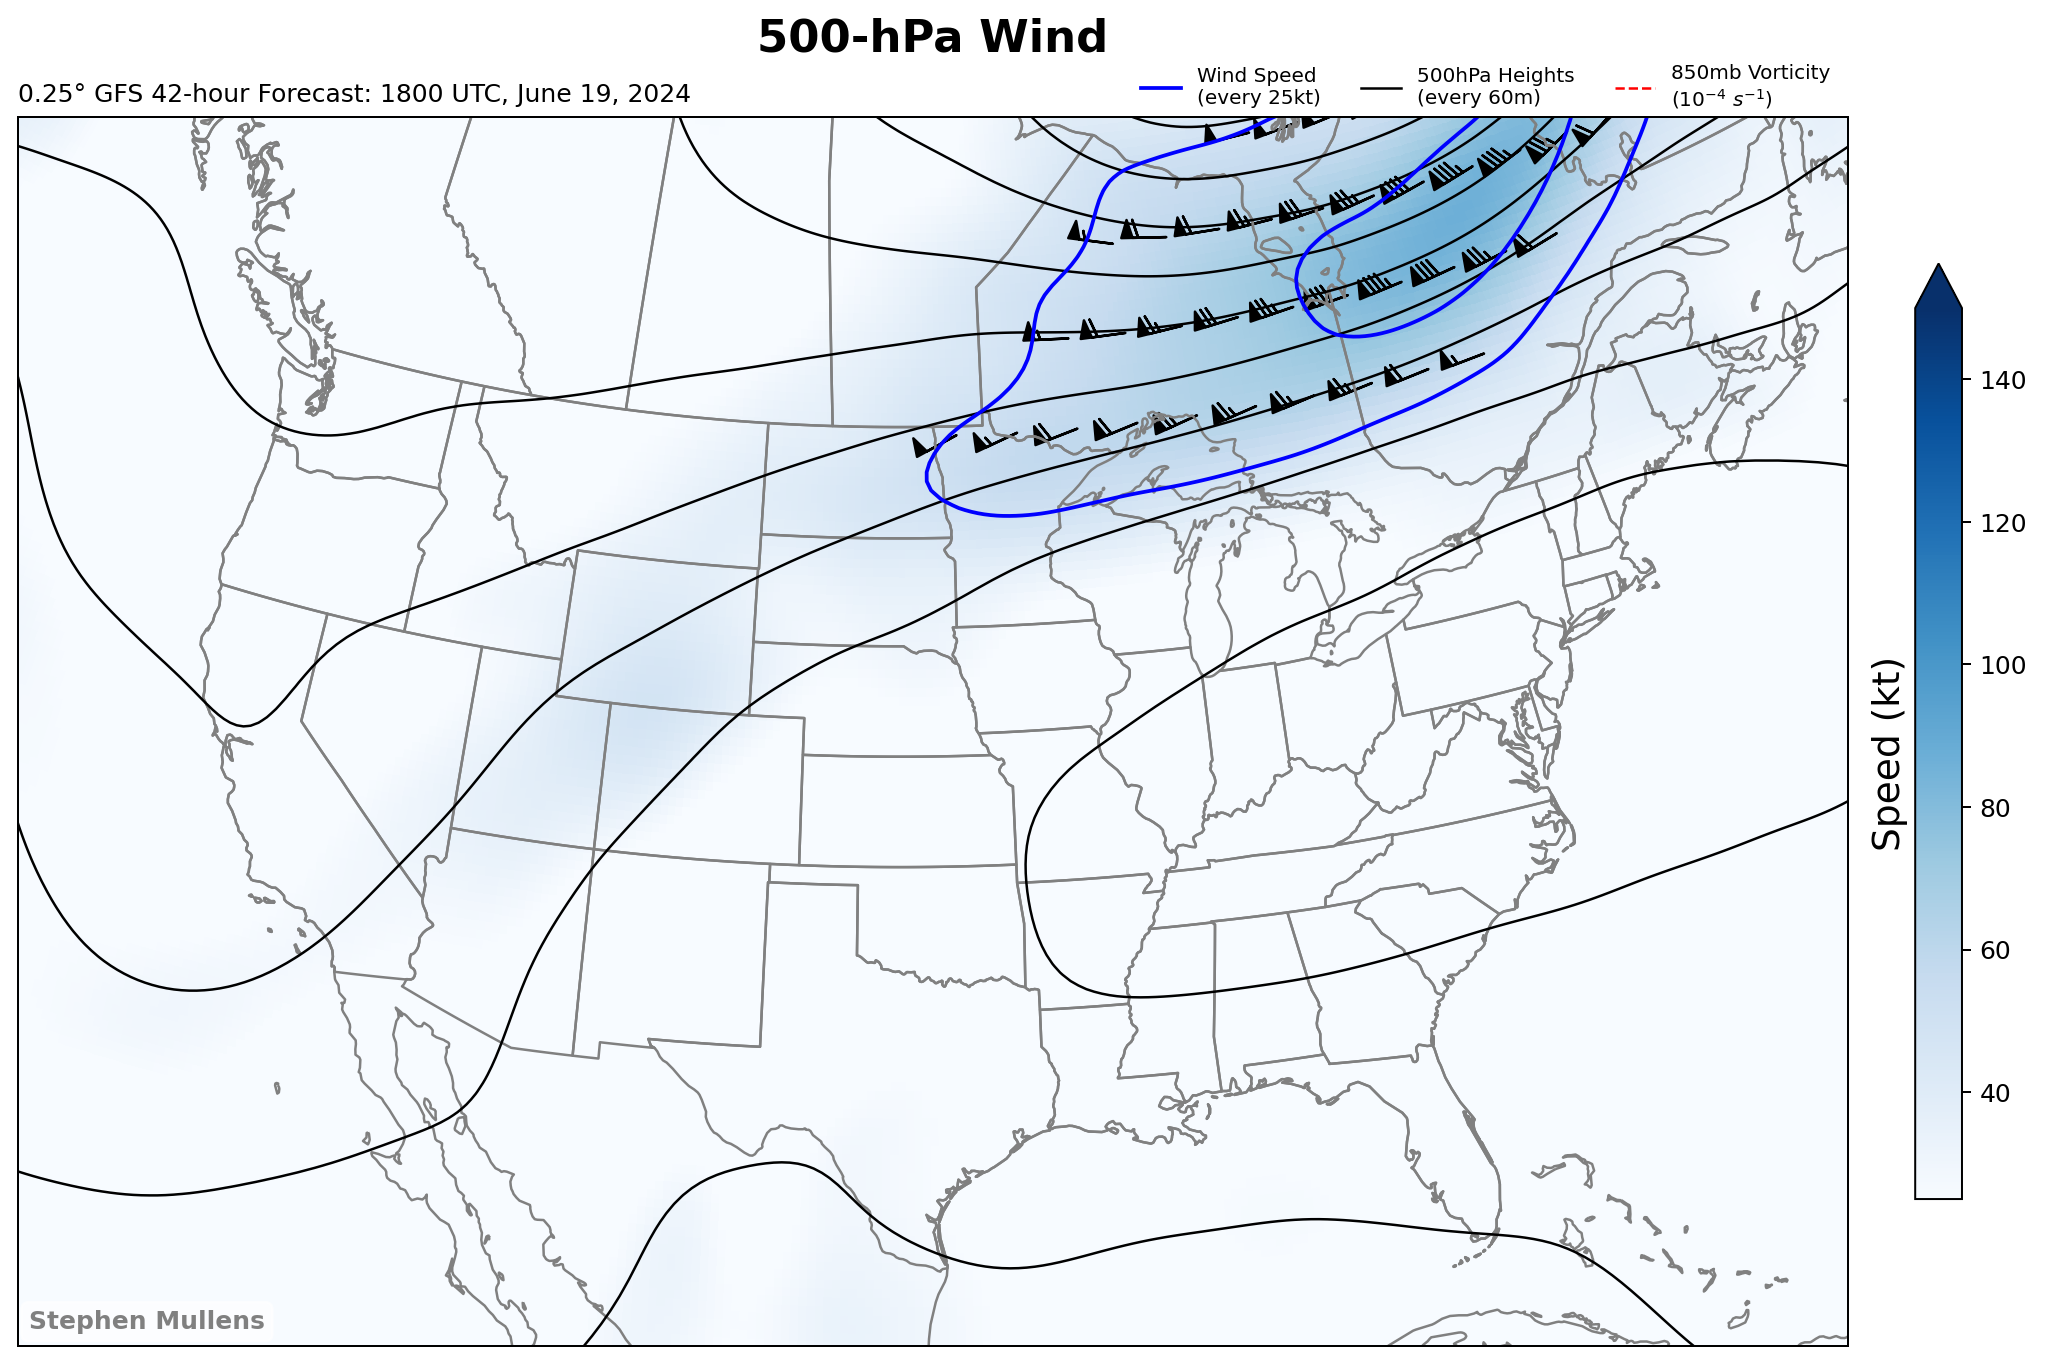 500-hPa Wind
0.25° GFS 42-hour Forecast: 1800 UTC, June 19, 2024
Wind Speed
(every 25kt)
500hPa Heights
(every 60m)
850mb Vorticity
(10⁻⁴ s⁻¹)
140
120
100
80
60
40
Speed (kt)
Stephen Mullens